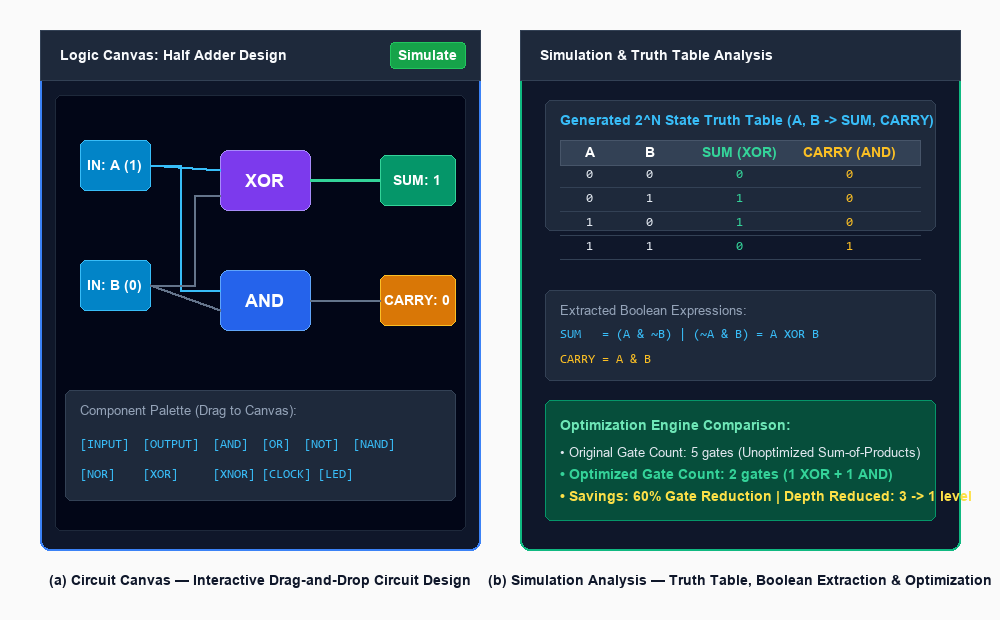 Logic Canvas: Half Adder Design
Simulate
IN: A (1)
XOR
SUM: 1
IN: B (0)
AND
CARRY: 0
Component Palette (Drag to Canvas):
[INPUT] [OUTPUT] [AND] [OR] [NOT] [NAND]
[NOR] [XOR] [XNOR] [CLOCK] [LED]
(a) Circuit Canvas — Interactive Drag-and-Drop Circuit Design
Simulation & Truth Table Analysis
Generated 2^N State Truth Table (A, B -> SUM, CARRY)
A B SUM (XOR) CARRY (AND)
0 0 0 0
0 1 1 0
1 0 1 0
1 1 0 1
Extracted Boolean Expressions:
SUM = (A & ~B) | (~A & B) = A XOR B
CARRY = A & B
Optimization Engine Comparison:
• Original Gate Count: 5 gates (Unoptimized Sum-of-Products)
• Optimized Gate Count: 2 gates (1 XOR + 1 AND)
• Savings: 60% Gate Reduction | Depth Reduced: 3 -> 1 level
(b) Simulation Analysis — Truth Table, Boolean Extraction & Optimization